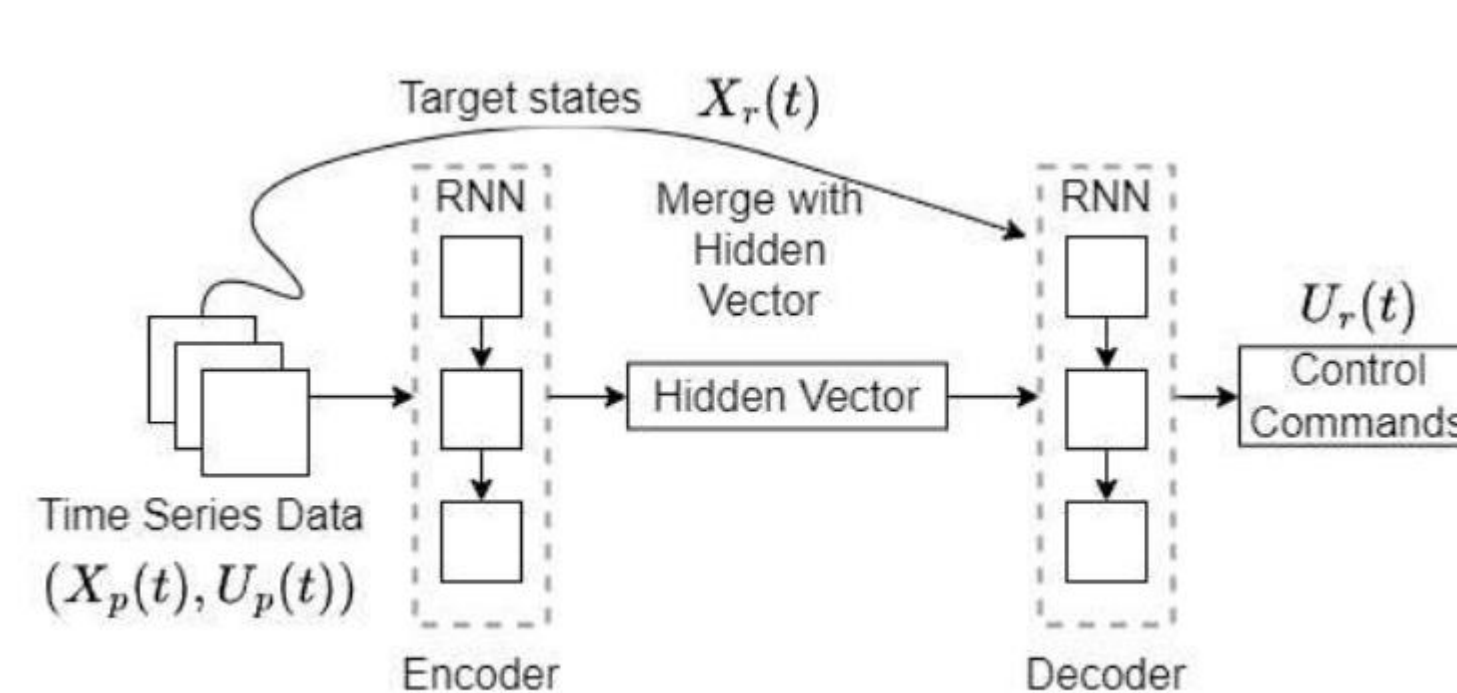 Target states X_r(t)
RNN
Merge with
Hidden
Vector
RNN
Hidden Vector
U_r(t)
Control
Commands
Time Series Data
(X_p(t), U_p(t))
Encoder
Decoder